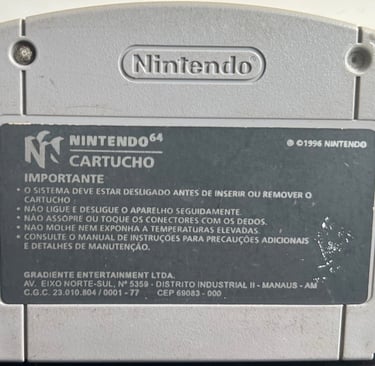 Nintendo
NINTENDO 64
CARTUCHO
® ©1996 NINTENDO
IMPORTANTE
• O SISTEMA DEVE ESTAR DESLIGADO ANTES DE INSERIR OU REMOVER O
CARTUCHO
• NÃO LIGUE E DESLIGUE O APARELHO SEGUIDAMENTE.
• NÃO ASSOPRE OU TOQUE OS CONECTORES COM OS DEDOS.
• NAO MOLHE NEM EXPONHA A TEMPERATURAS ELEVADAS.
• CONSULTE O MANUAL DE INSTRUÇÕES PARA PRECAUÇÕES ADICIONAIS
E DETALHES DE MANUTENÇÃO.
GRADIENTE ENTERTAINMENT LTDA.
AV. EIXO NORTE-SUL, Nº 5359 - DISTRITO INDUSTRIAL II - MANAUS - AM
C.G.C. 23.010.804 / 0001 - 77 CEP 69083 - 000